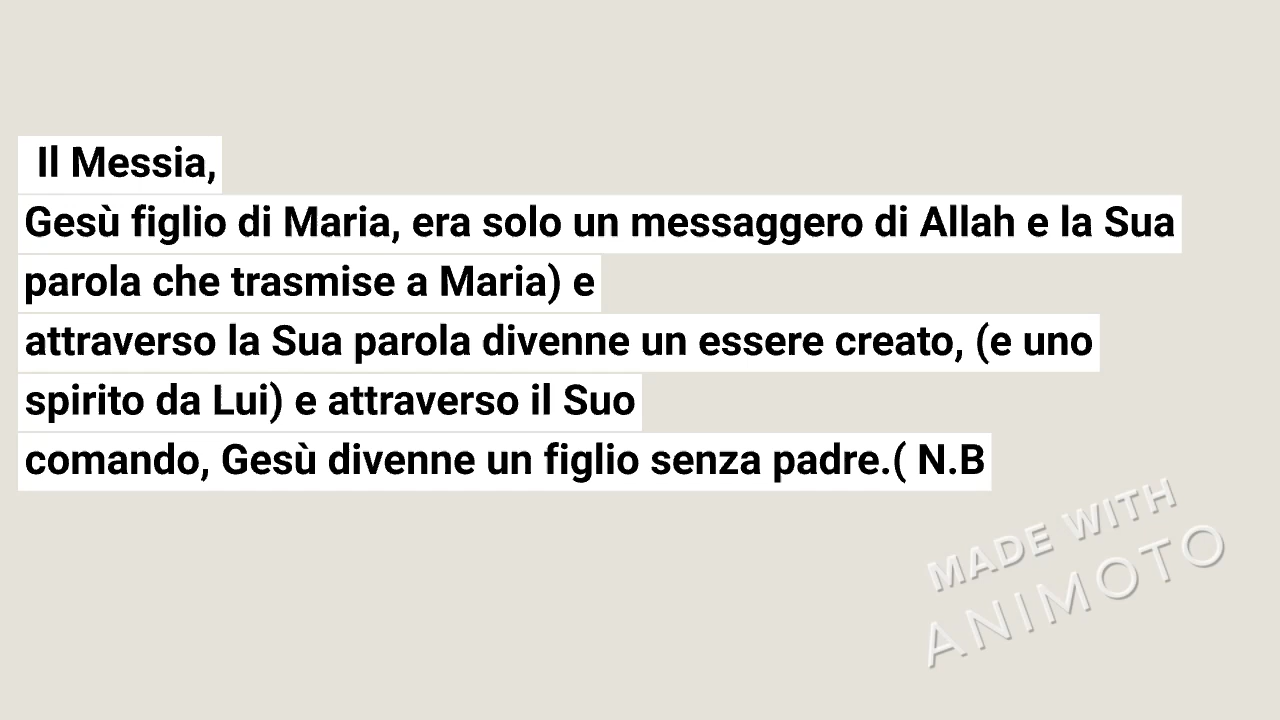 Il Messia,
Gesù figlio di Maria, era solo un messaggero di Allah e la Sua
parola che trasmise a Maria) e
attraverso la Sua parola divenne un essere creato, (e uno
spirito da Lui) e attraverso il Suo
comando, Gesù divenne un figlio senza padre.( N.B
MADE WITH
ANIMOTO